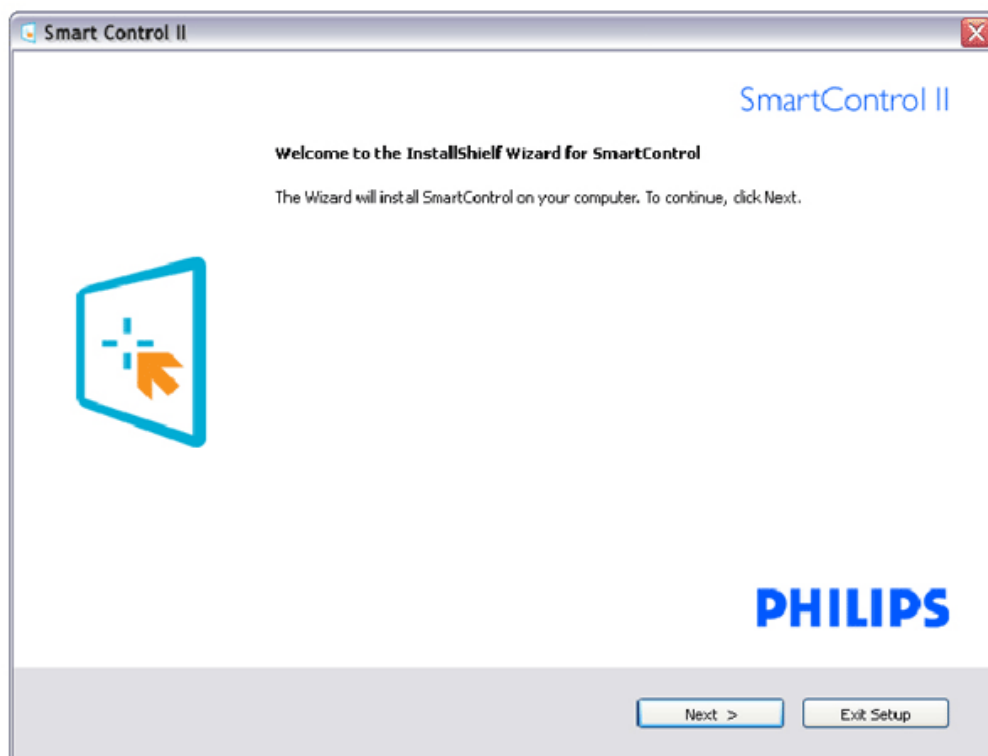 Smart Control II
SmartControl II
Welcome to the InstallShield Wizard for SmartControl
The Wizard will install SmartControl on your computer. To continue, click Next.
PHILIPS
Next >
Exit Setup